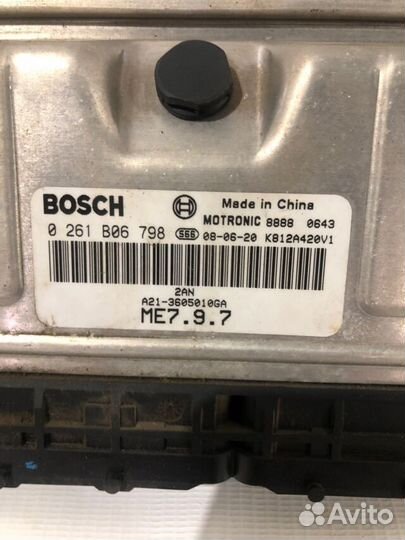 BOSCH
Made in China
MOTRONIC 8888 0643
0 261 B06 798 S66 08-06-20 K812A420V1
2AN
A21-3605010GA
ME7.9.7
Avito